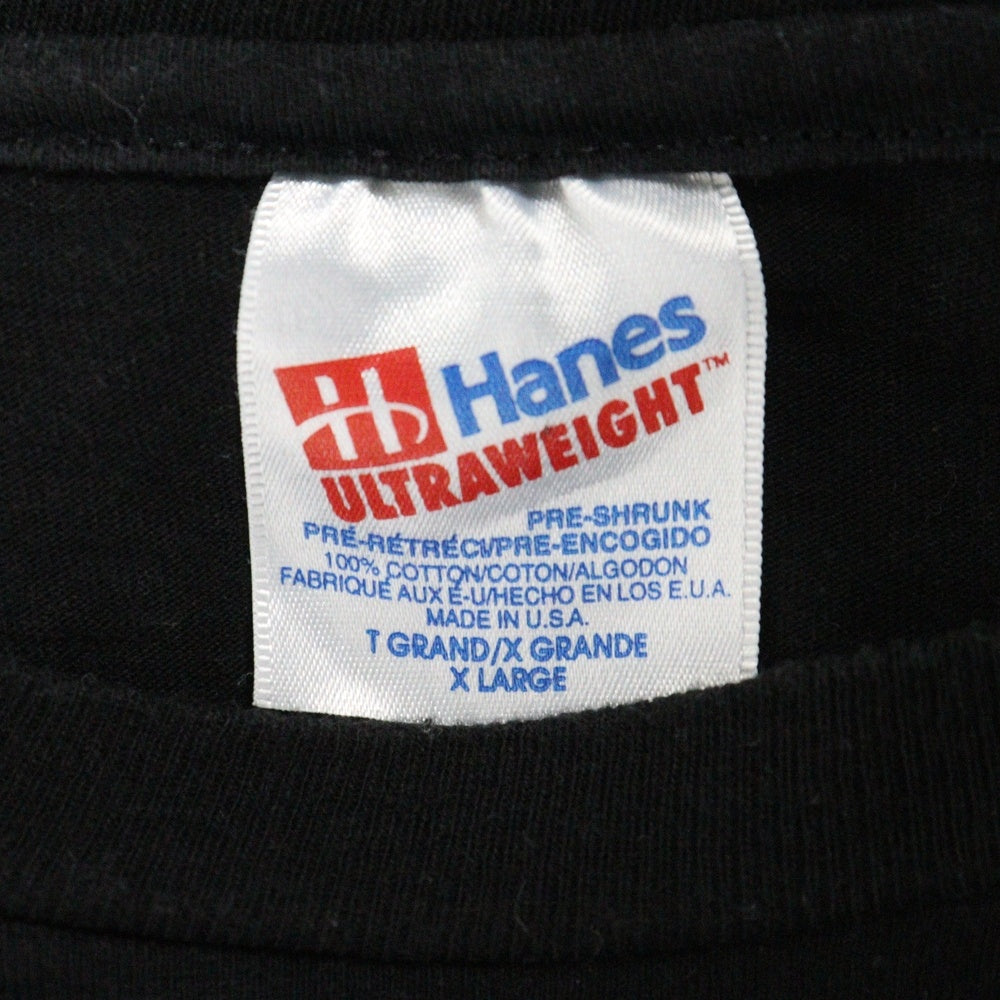 Hanes
ULTRAWEIGHT™
PRE-SHRUNK
PRÉ-RÉTRÉCI/PRE-ENCOGIDO
100% COTTON/COTON/ALGODON
FABRIQUÉ AUX É-U/HECHO EN LOS E.U.A.
MADE IN U.S.A.
T GRAND/X GRANDE
X LARGE